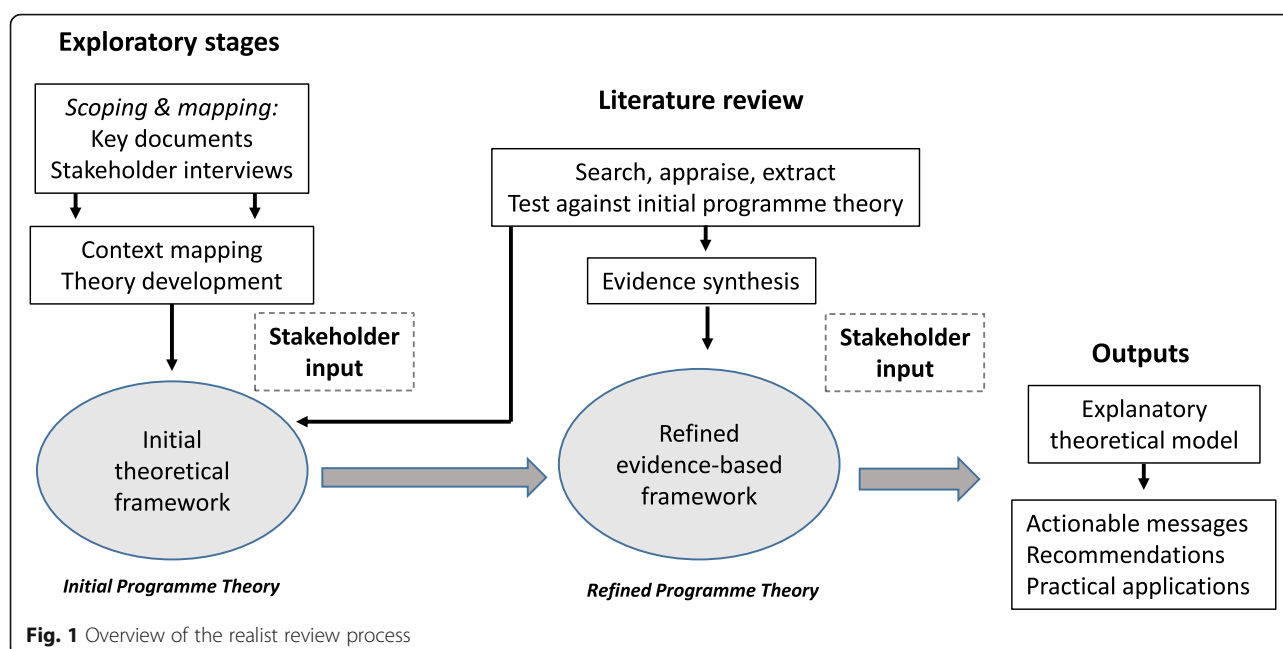 Exploratory stages
Scoping & mapping:
Key documents
Stakeholder interviews
Context mapping
Theory development
Stakeholder
input
Initial
theoretical
framework
Initial Programme Theory
Literature review
Search, appraise, extract
Test against initial programme theory
Evidence synthesis
Stakeholder
input
Refined
evidence-based
framework
Refined Programme Theory
Outputs
Explanatory
theoretical model
Actionable messages
Recommendations
Practical applications
Fig. 1 Overview of the realist review process